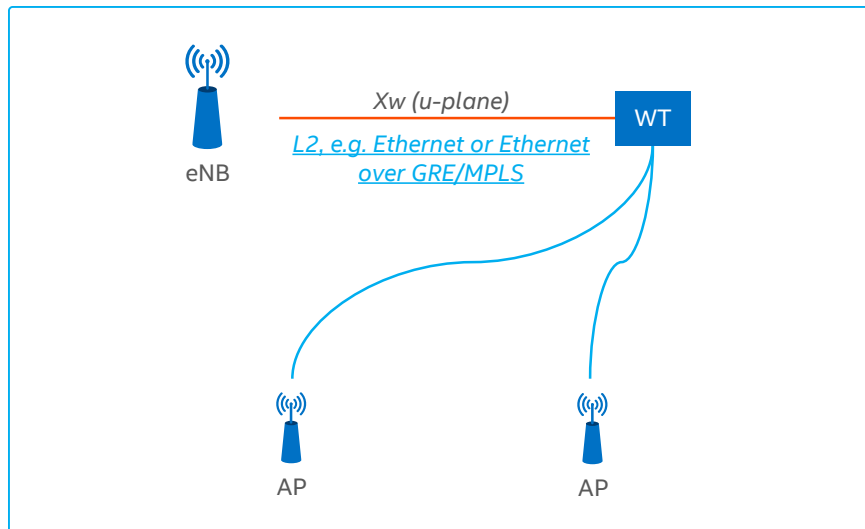 Xw (u-plane)
WT
L2, e.g. Ethernet or Ethernet
over GRE/MPLS
eNB
AP
AP